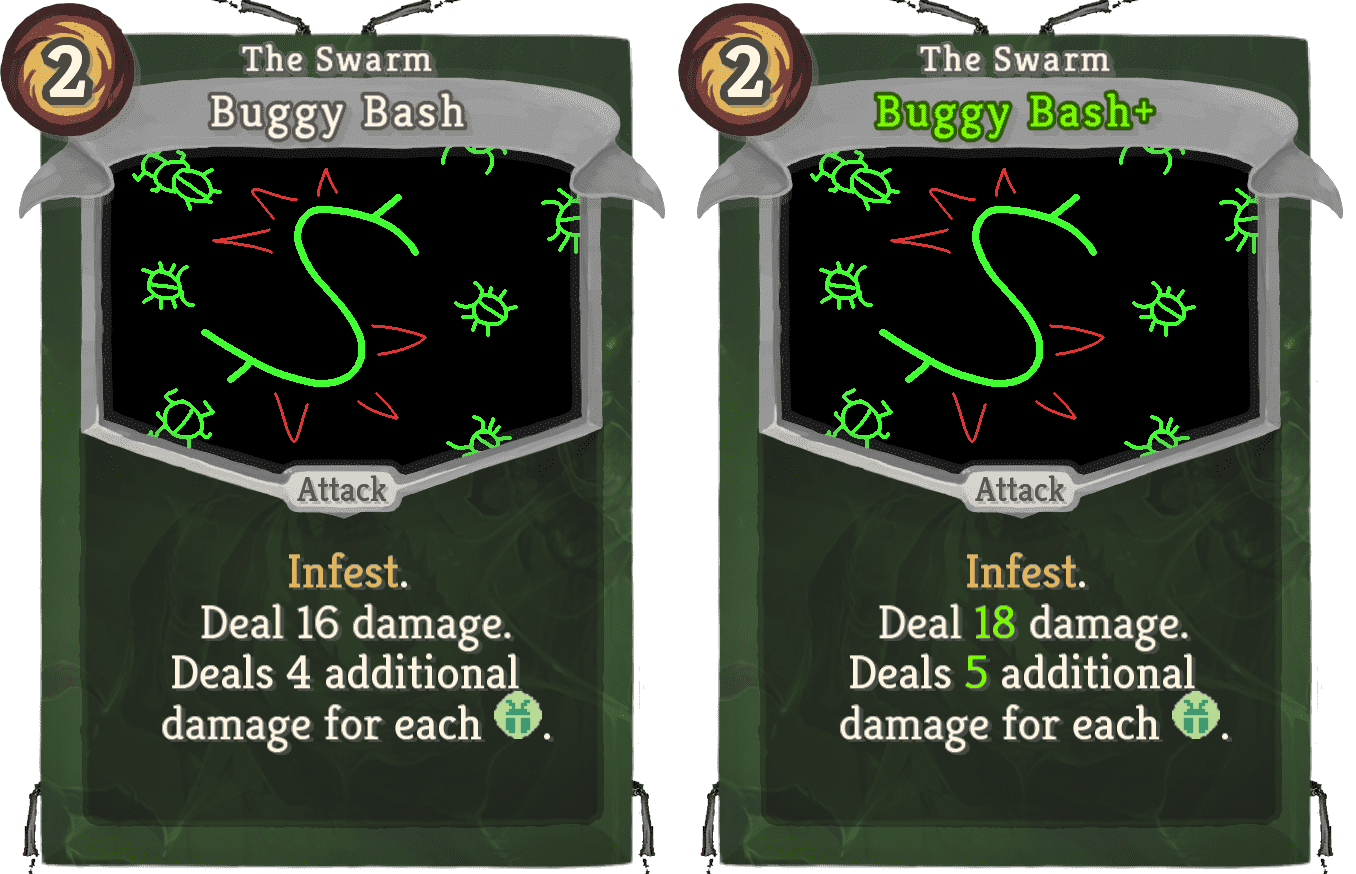 2
The Swarm
Buggy Bash
Attack
Infest.
Deal 16 damage.
Deals 4 additional
damage for each .
2
The Swarm
Buggy Bash+
Attack
Infest.
Deal 18 damage.
Deals 5 additional
damage for each .